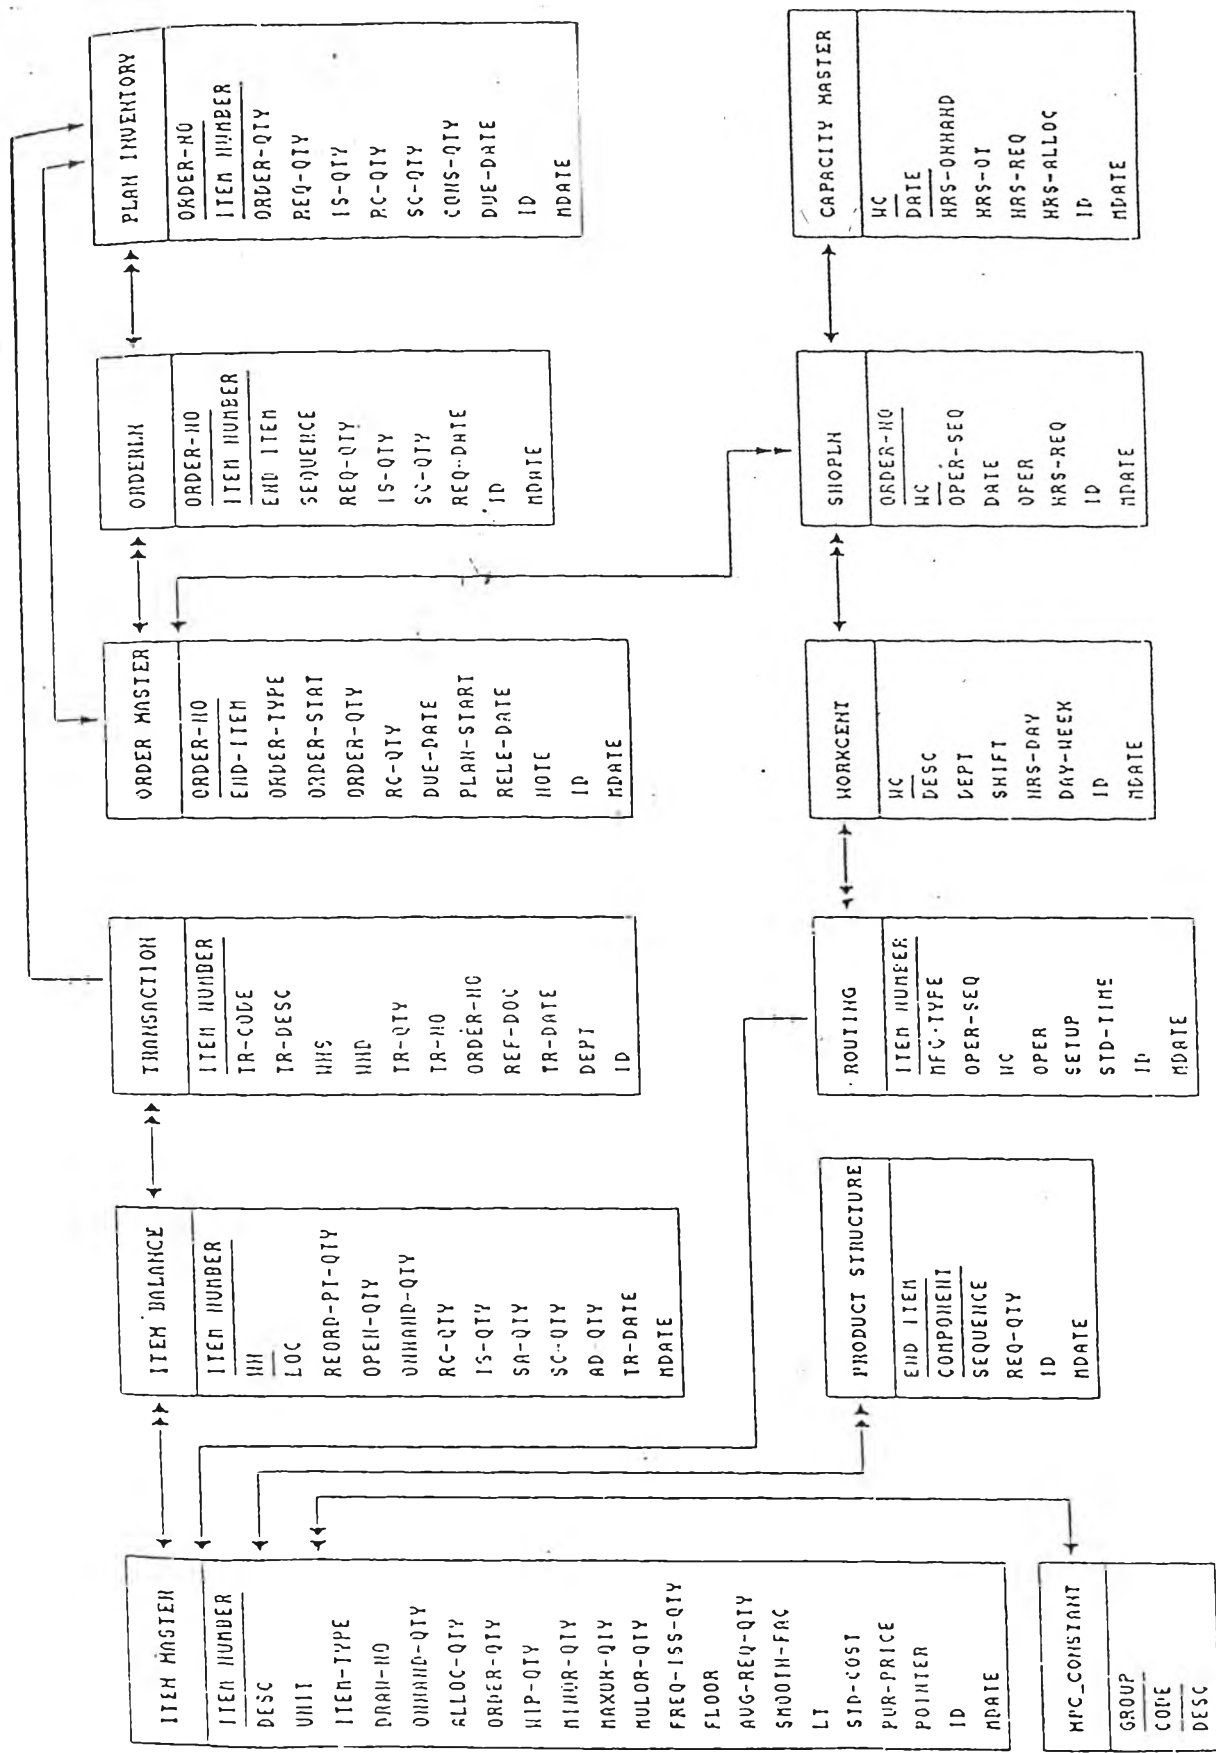 ITEM MASTER
ITEM NUMBER
DESC
UNIT
ITEM-TYPE
DRAW-NO
ONHAND-QTY
ALLOC-QTY
ORDER-QTY
WIP-QTY
MINOR-QTY
MAXUR-QTY
MULOR-QTY
FREQ-ISS-QTY
FLOOR
AVG-REQ-QTY
SMOOTH-FAC
LT
STD-COST
PUR-PRICE
POINTER
ID
MDATE
ITEM BALANCE
ITEM NUMBER
WH
LOC
REORD-PT-QTY
OPEN-QTY
ONHAND-QTY
RC-QTY
IS-QTY
SA-QTY
SC-QTY
AD-QTY
TR-DATE
MDATE
TRANSACTION
ITEM NUMBER
TR-CODE
TR-DESC
WHS
WHD
TR-QTY
TR-NO
ORDER-NO
REF-DOC
TR-DATE
DEPT
ID
ORDER MASTER
ORDER-NO
END-ITEM
ORDER-TYPE
ORDER-STAT
ORDER-QTY
RC-QTY
DUE-DATE
PLAN-START
RELE-DATE
NOTE
ID
MDATE
ORDERLN
ORDER-NO
ITEM NUMBER
END ITEM
SEQUENCE
REQ-QTY
IS-QTY
SC-QTY
REQ-DATE
ID
MDATE
PLAN INVENTORY
ORDER-NO
ITEM NUMBER
ORDER-QTY
REQ-QTY
IS-QTY
RC-QTY
SC-QTY
CONS-QTY
DUE-DATE
ID
MDATE
MPC_CONSTANT
GROUP
CODE
DESC
PRODUCT STRUCTURE
END ITEM
COMPONENT
SEQUENCE
REQ-QTY
ID
MDATE
ROUTING
ITEM NUMBER
MFG-TYPE
OPER-SEQ
WC
OPER
SETUP
STD-TIME
ID
MDATE
WORKCENT
WC
DESC
DEPT
SHIFT
HRS-DAY
DAY-WEEK
ID
MDATE
SHOPLN
ORDER-NO
WC
OPER-SEQ
DATE
OPER
HRS-REQ
ID
MDATE
CAPACITY MASTER
WC
DATE
HRS-ONHAND
HRS-OT
HRS-REQ
HRS-ALLOC
ID
MDATE